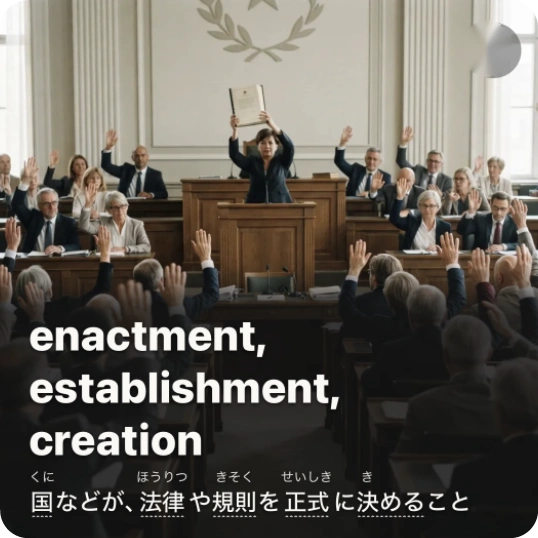 enactment,
establishment,
creation
くに ほうりつ きそく せいしき き
国などが、法律や規則を正式に決めること